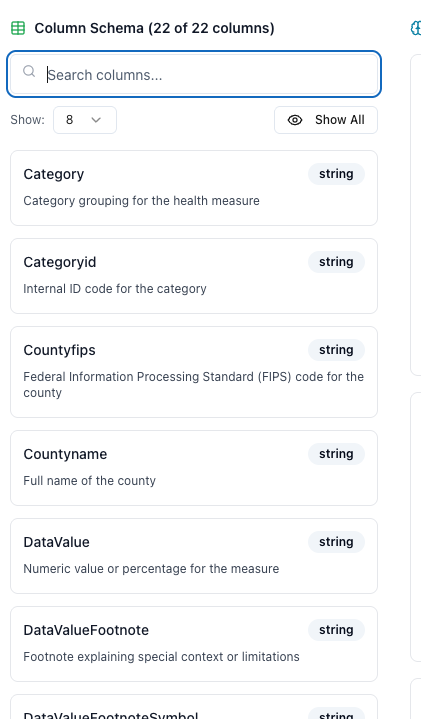 Column Schema (22 of 22 columns)
Search columns...
Show: 8 Show All
Category string
Category grouping for the health measure
Categoryid string
Internal ID code for the category
Countyfips string
Federal Information Processing Standard (FIPS) code for the
county
Countyname string
Full name of the county
DataValue string
Numeric value or percentage for the measure
DataValueFootnote string
Footnote explaining special context or limitations
DataValueFootnoteSymbol string